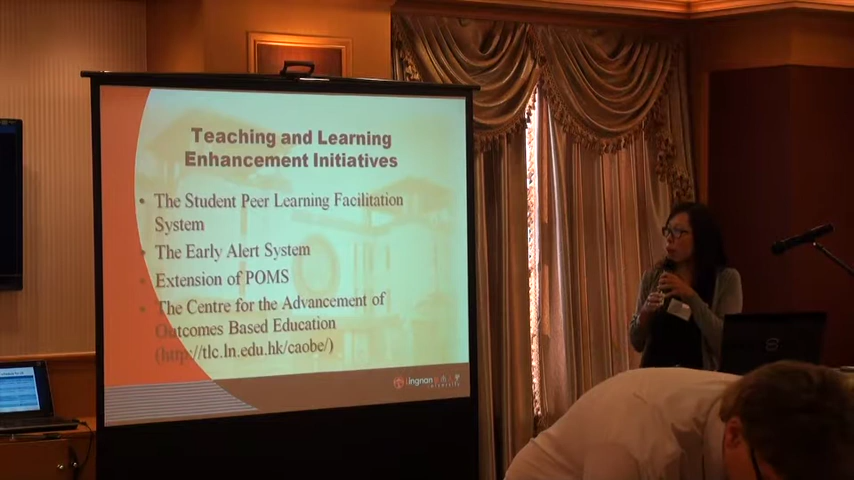 Teaching and Learning
Enhancement Initiatives
• The Student Peer Learning Facilitation
System
• The Early Alert System
• Extension of POMS
• The Centre for the Advancement of
Outcomes Based Education
(http://tlc.ln.edu.hk/caobe/)
Lingnan